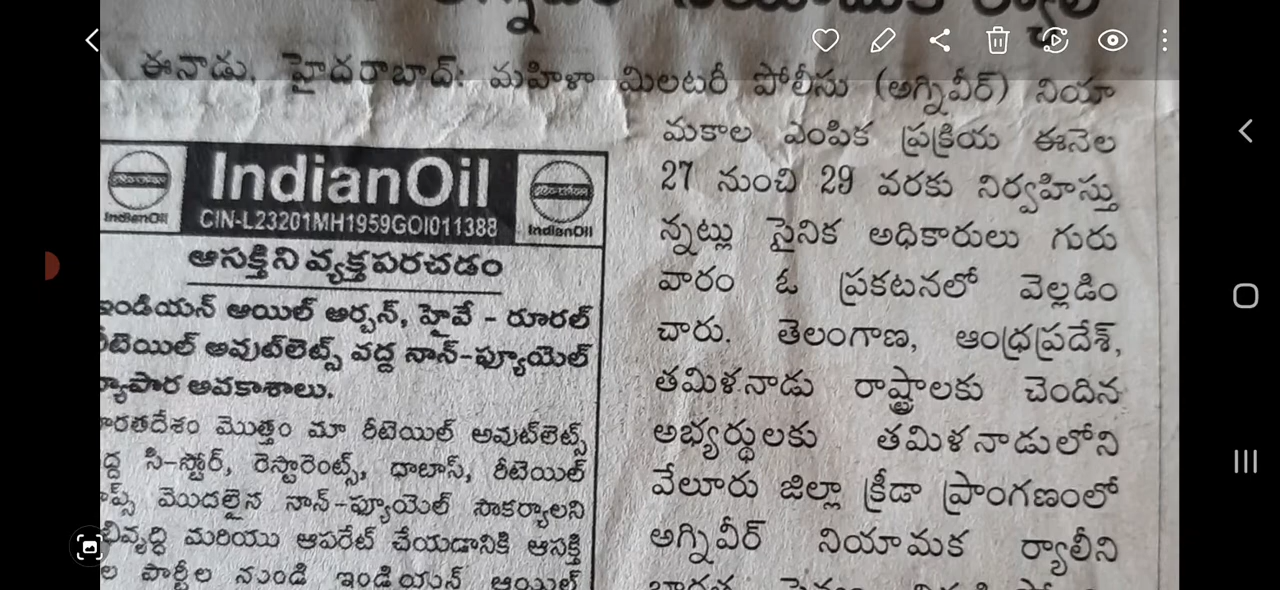 ఈనాడు, హైదరాబాద్: మహిళా మిలటరీ పోలీసు (అగ్నివీర్) నియా
మకాల ఎంపిక ప్రక్రియ ఈనెల
27 నుంచి 29 వరకు నిర్వహిస్తు
న్నట్లు సైనిక అధికారులు గురు
వారం ఓ ప్రకటనలో వెల్లడిం
చారు. తెలంగాణ, ఆంధ్రప్రదేశ్,
తమిళనాడు రాష్ట్రాలకు చెందిన
అభ్యర్థులకు తమిళనాడులోని
వేలూరు జిల్లా క్రీడా ప్రాంగణంలో
అగ్నివీర్ నియామక ర్యాలీని
IndianOil
CIN-L23201MH1959GOI011388
IndianOil
IndianOil
ఆసక్తిని వ్యక్తపరచడం
ఇండియన్ ఆయిల్ అర్బన్, హైవే - రూరల్
రీటెయిల్ అవుట్‌లెట్స్ వద్ద నాన్-ఫ్యూయెల్
వ్యాపార అవకాశాలు.
భారతదేశం మొత్తం మా రీటెయిల్ అవుట్‌లెట్స్
వద్ద సి-స్టోర్, రెస్టారెంట్స్, ధాబాస్, రీటెయిల్
షాప్స్ మొదలైన నాన్-ఫ్యూయెల్ సౌకర్యాలని
అభివృద్ధి మరియు ఆపరేట్ చేయడానికి ఆసక్తి
ల పార్టీల నుండి ఇండియన్ ఆయిల్